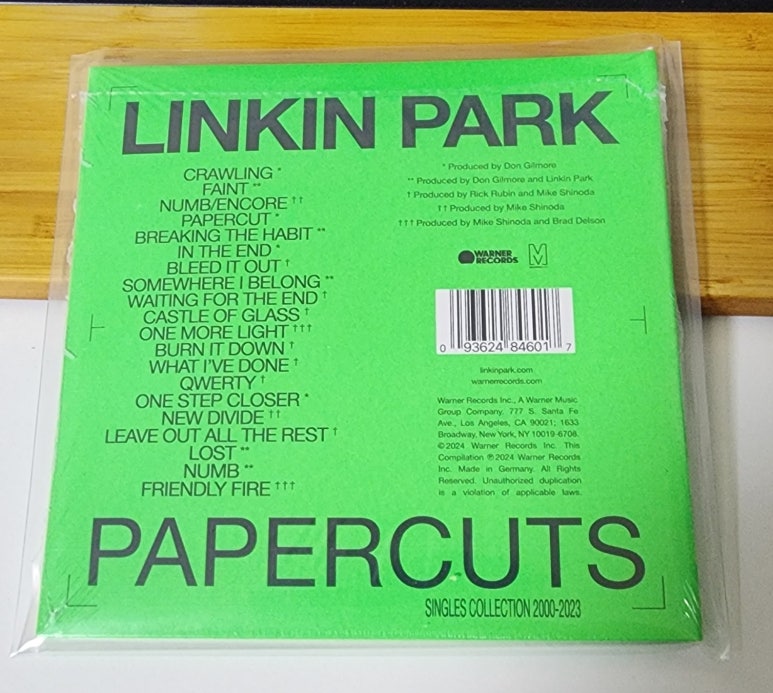 LINKIN PARK
CRAWLING *
FAINT **
NUMB/ENCORE ††
PAPERCUT *
BREAKING THE HABIT **
IN THE END *
BLEED IT OUT †
SOMEWHERE I BELONG **
WAITING FOR THE END †
CASTLE OF GLASS †
ONE MORE LIGHT †††
BURN IT DOWN †
WHAT I'VE DONE †
QWERTY †
ONE STEP CLOSER *
NEW DIVIDE ††
LEAVE OUT ALL THE REST †
LOST **
NUMB **
FRIENDLY FIRE †††
* Produced by Don Gilmore
** Produced by Don Gilmore and Linkin Park
† Produced by Rick Rubin and Mike Shinoda
†† Produced by Mike Shinoda
††† Produced by Mike Shinoda and Brad Delson
WARNER
RECORDS
M
0 93624 84601 7
linkinpark.com
warnerrecords.com
Warner Records Inc., A Warner Music
Group Company. 777 S. Santa Fe
Ave., Los Angeles, CA 90021; 1633
Broadway, New York, NY 10019-6708.
©2024 Warner Records Inc. This
Compilation ℗2024 Warner Records
Inc. Made in Germany. All Rights
Reserved. Unauthorized duplication
is a violation of applicable laws.
PAPERCUTS
SINGLES COLLECTION 2000-2023